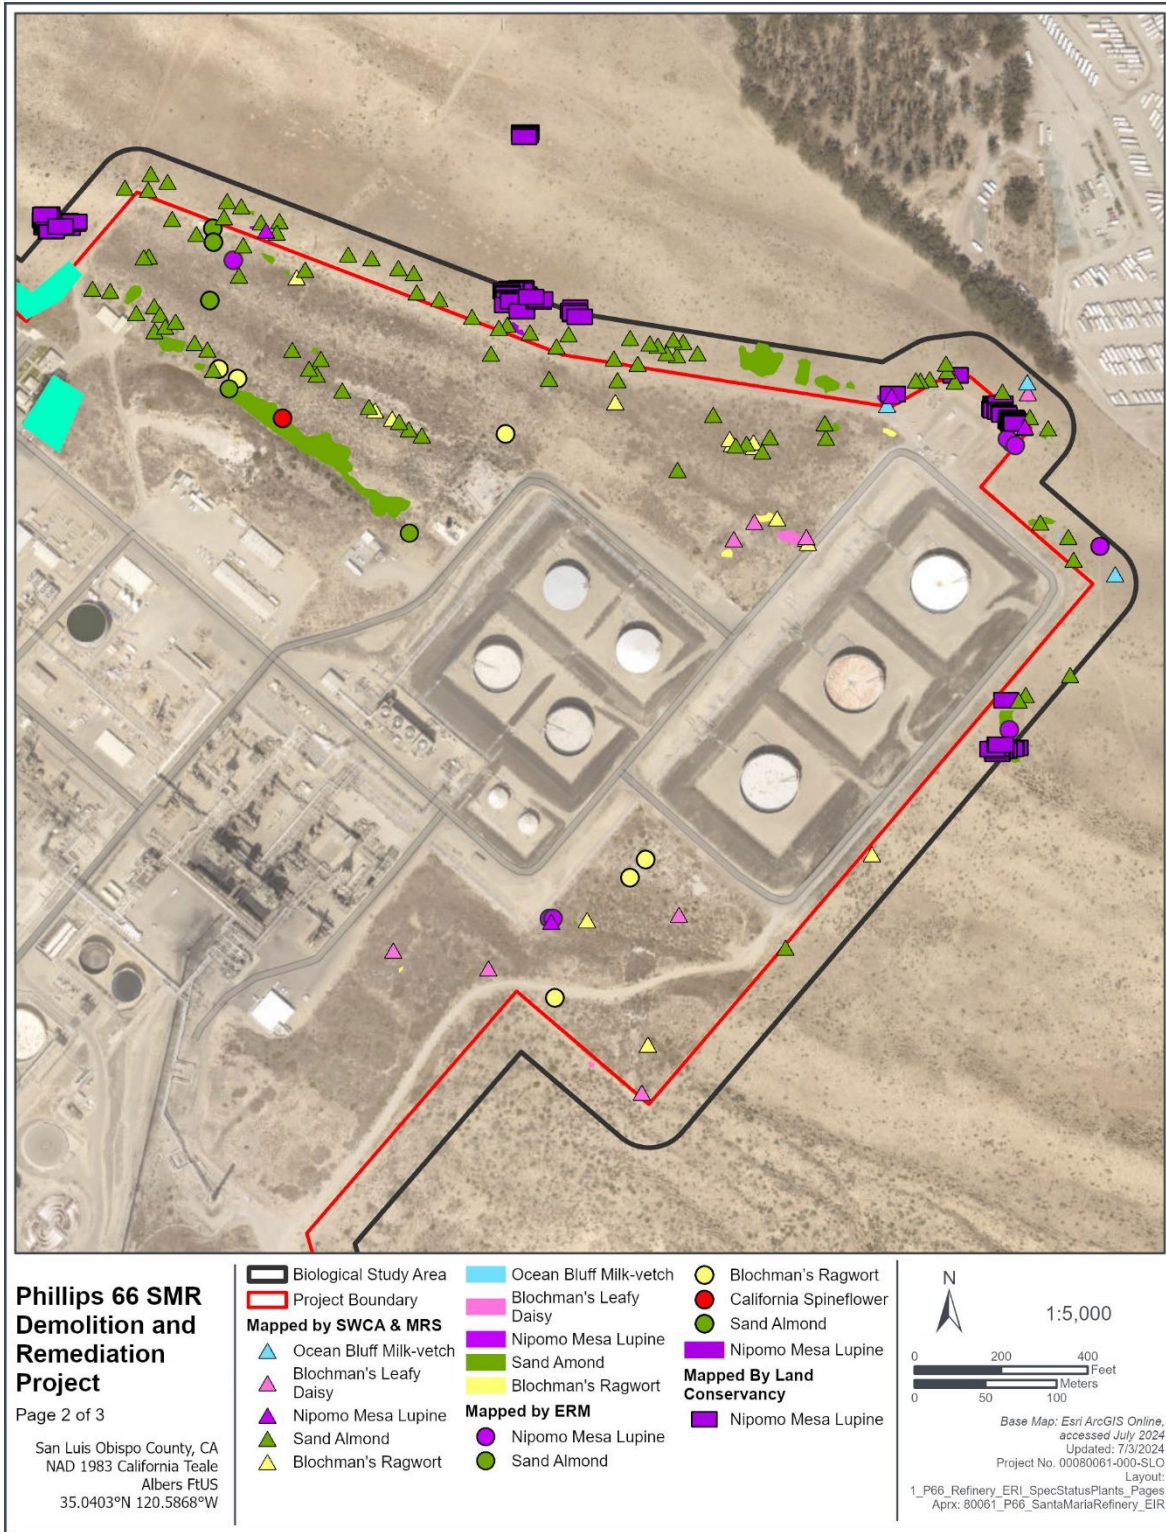 Phillips 66 SMR
Demolition and
Remediation
Project
Page 2 of 3
San Luis Obispo County, CA
NAD 1983 California Teale
Albers FtUS
35.0403°N 120.5868°W
Biological Study Area
Project Boundary
Mapped by SWCA & MRS
Ocean Bluff Milk-vetch
Blochman's Leafy
Daisy
Nipomo Mesa Lupine
Sand Almond
Blochman's Ragwort
Ocean Bluff Milk-vetch
Blochman's Leafy
Daisy
Nipomo Mesa Lupine
Sand Amond
Blochman's Ragwort
Mapped by ERM
Nipomo Mesa Lupine
Sand Almond
Blochman's Ragwort
California Spineflower
Sand Almond
Nipomo Mesa Lupine
Mapped By Land
Conservancy
Nipomo Mesa Lupine
N
1:5,000
0 200 400
Feet
Meters
0 50 100
Base Map: Esri ArcGIS Online,
accessed July 2024
Updated: 7/3/2024
Project No. 00080061-000-SLO
Layout:
1_P66_Refinery_ERI_SpecStatusPlants_Pages
Aprx: 80061_P66_SantaMariaRefinery_EIR